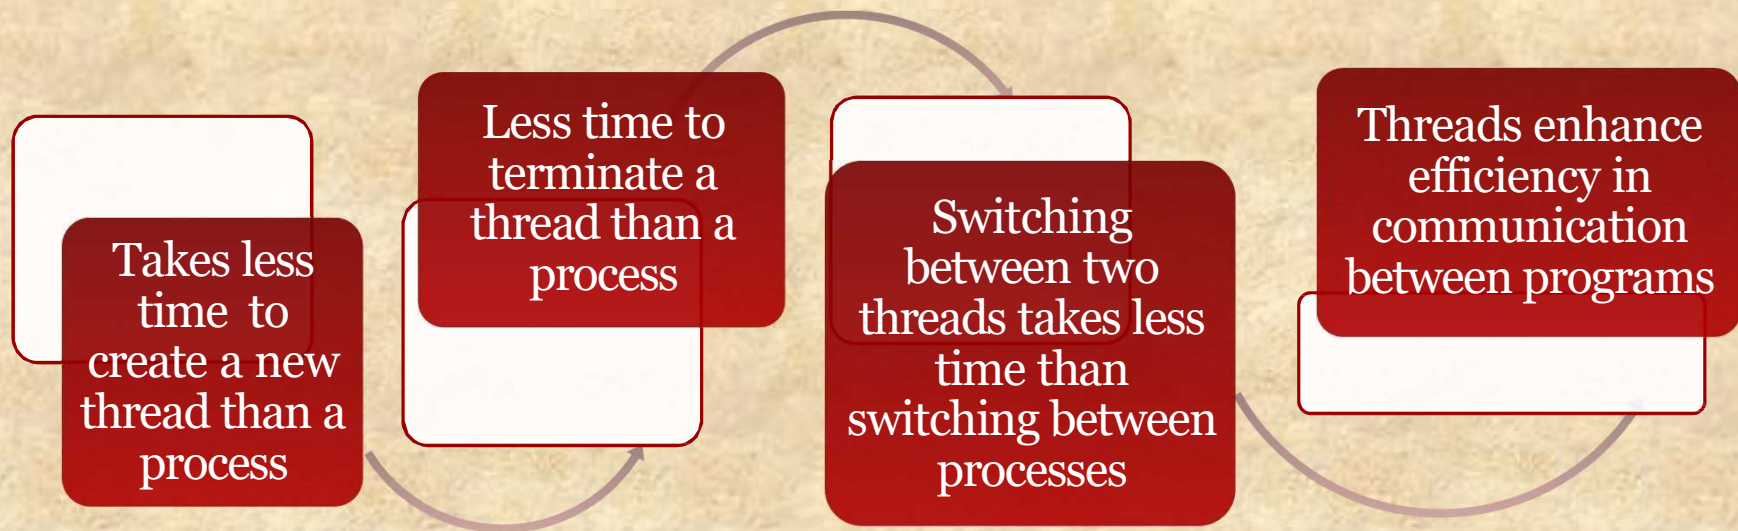 Takes less
time  to
create a new
thread than a
process
Less time to
terminate a
thread than a
process
Switching
between two
threads takes less
time than
switching between
processes
Threads enhance
efficiency in
communication
between programs